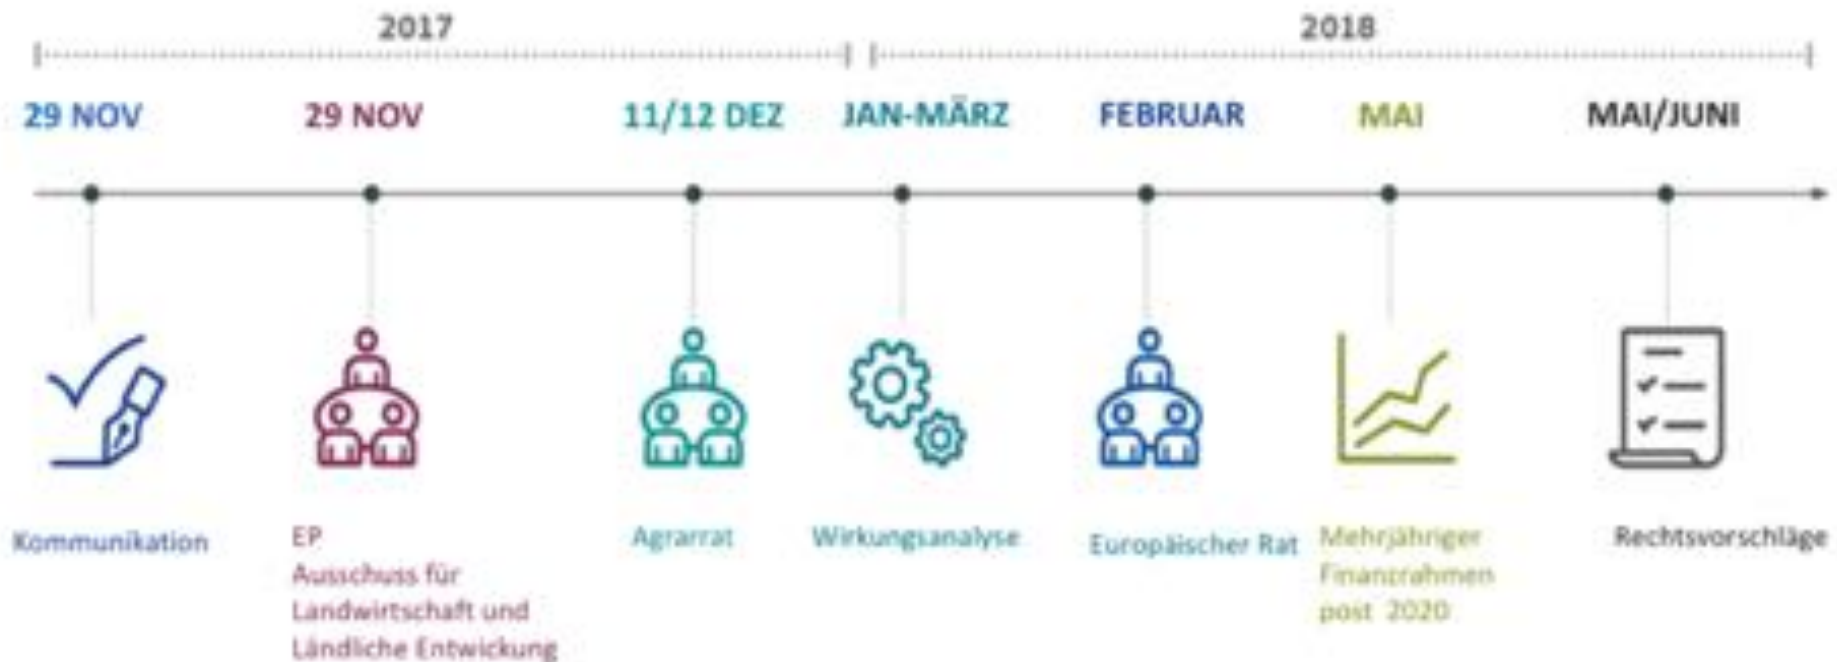 2017
2018
29 NOV
29 NOV
11/12 DEZ
JAN-MÄRZ
FEBRUAR
MAI
MAI/JUNI
Kommunikation
EP
Ausschuss für
Landwirtschaft und
Ländliche Entwickung
Agrarrat
Wirkungsanalyse
Europäischer Rat
Mehrjähriger
Finanzrahmen
post 2020
Rechtsvorschläge